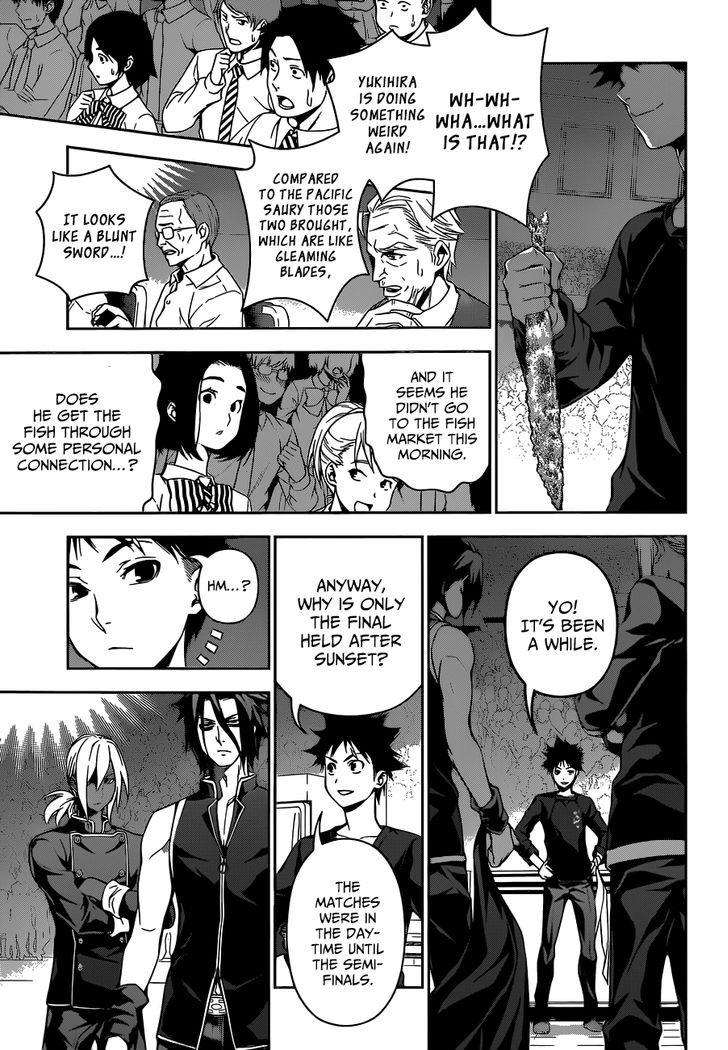 WH-WH-
WHA...WHAT
IS THAT!?
YUKIHIRA
IS DOING
SOMETHING
WEIRD
AGAIN!
COMPARED
TO THE PACIFIC
SAURY THOSE
TWO BROUGHT,
WHICH ARE LIKE
GLEAMING
BLADES,
IT LOOKS
LIKE A BLUNT
SWORD...!
AND IT
SEEMS HE
DIDN'T GO
TO THE FISH
MARKET THIS
MORNING.
DOES
HE GET THE
FISH THROUGH
SOME PERSONAL
CONNECTION...?
YO!
IT'S BEEN
A WHILE.
ANYWAY,
WHY IS ONLY
THE FINAL
HELD AFTER
SUNSET?
THE
MATCHES
WERE IN
THE DAY-
TIME UNTIL
THE SEMI-
FINALS.
HM...?